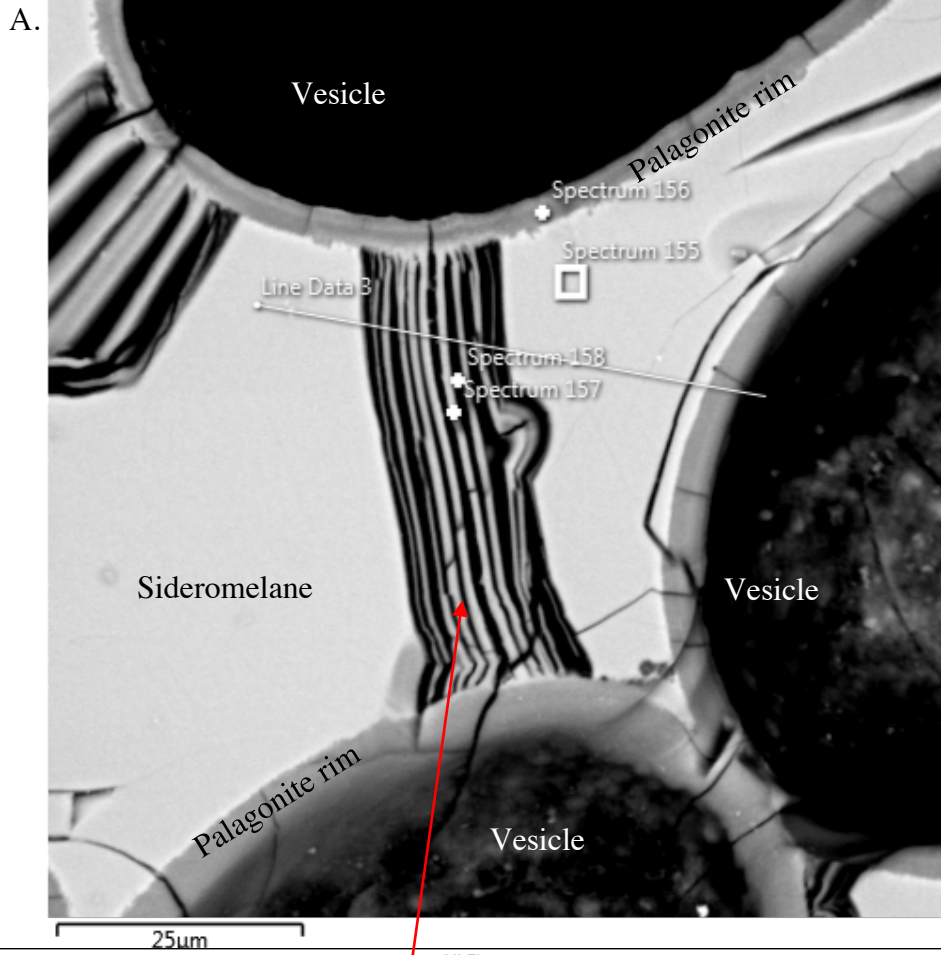 A.
Vesicle
Palagonite rim
Spectrum 156
Spectrum 155
Line Data 3
Spectrum 158
Spectrum 157
Sideromelane
Vesicle
Palagonite rim
Vesicle
25µm